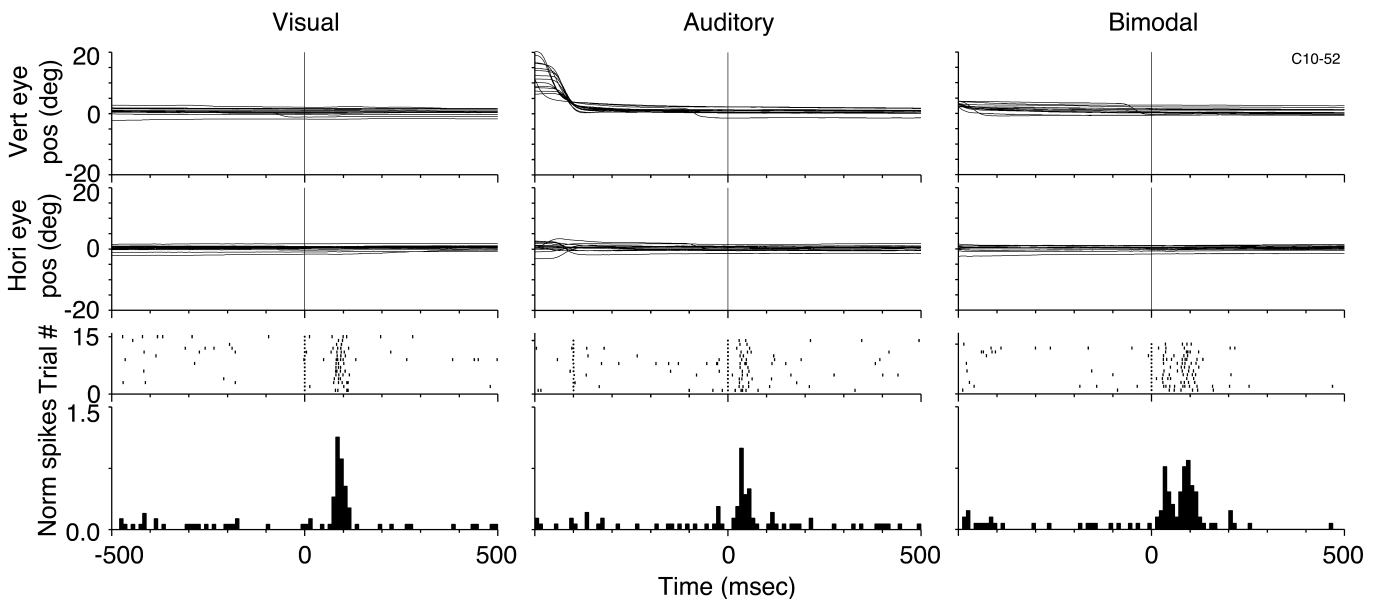 Visual Auditory Bimodal
C10-52
Vert eye
pos (deg)
20
0
-20
Hori eye
pos (deg)
20
0
-20
Trial #
15
0
Norm spikes
1.5
0.0
-500 0 500 0 500 0 500
Time (msec)